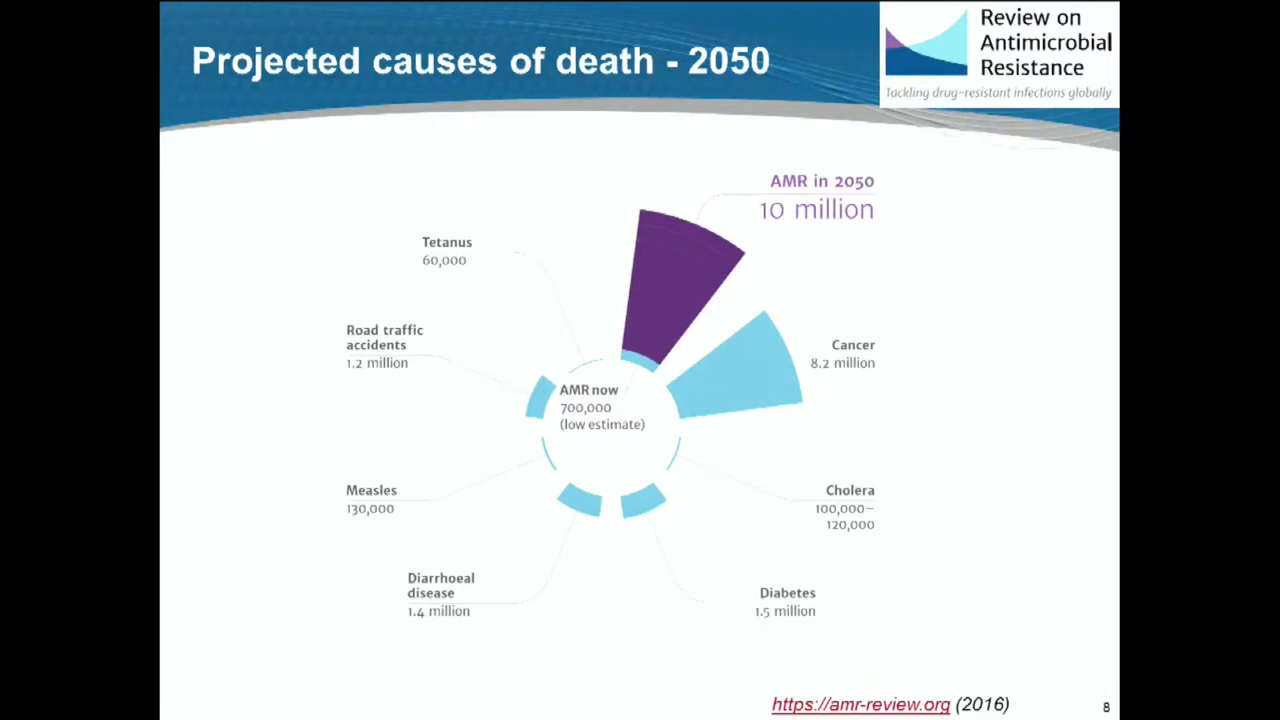 Projected causes of death - 2050
Review on
Antimicrobial
Resistance
Tackling drug-resistant infections globally
AMR in 2050
10 million
Tetanus
60,000
Road traffic
accidents
1.2 million
Cancer
8.2 million
AMR now
700,000
(low estimate)
Measles
130,000
Cholera
100,000–
120,000
Diarrhoeal
disease
1.4 million
Diabetes
1.5 million
https://amr-review.org (2016)
8